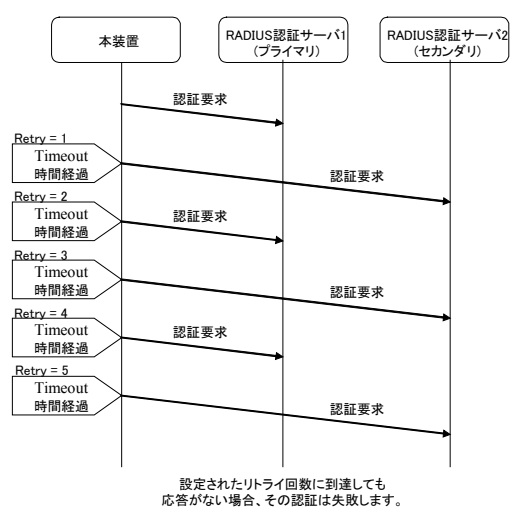 本装置
RADIUS認証サーバ1
(プライマリ)
RADIUS認証サーバ2
(セカンダリ)
認証要求
Retry = 1
Timeout
時間経過
認証要求
Retry = 2
Timeout
時間経過
認証要求
Retry = 3
Timeout
時間経過
認証要求
Retry = 4
Timeout
時間経過
認証要求
Retry = 5
Timeout
時間経過
認証要求
設定されたリトライ回数に到達しても
応答がない場合、その認証は失敗します。